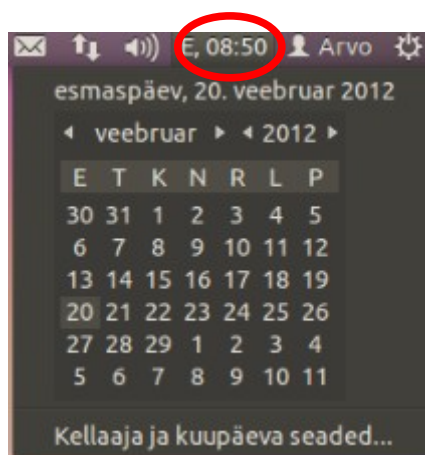 E, 08:50 Arvo
esmaspäev, 20. veebruar 2012
veebruar 2012
E T K N R L P
30 31 1 2 3 4 5
6 7 8 9 10 11 12
13 14 15 16 17 18 19
20 21 22 23 24 25 26
27 28 29 1 2 3 4
5 6 7 8 9 10 11
Kellaaja ja kuupäeva seaded...